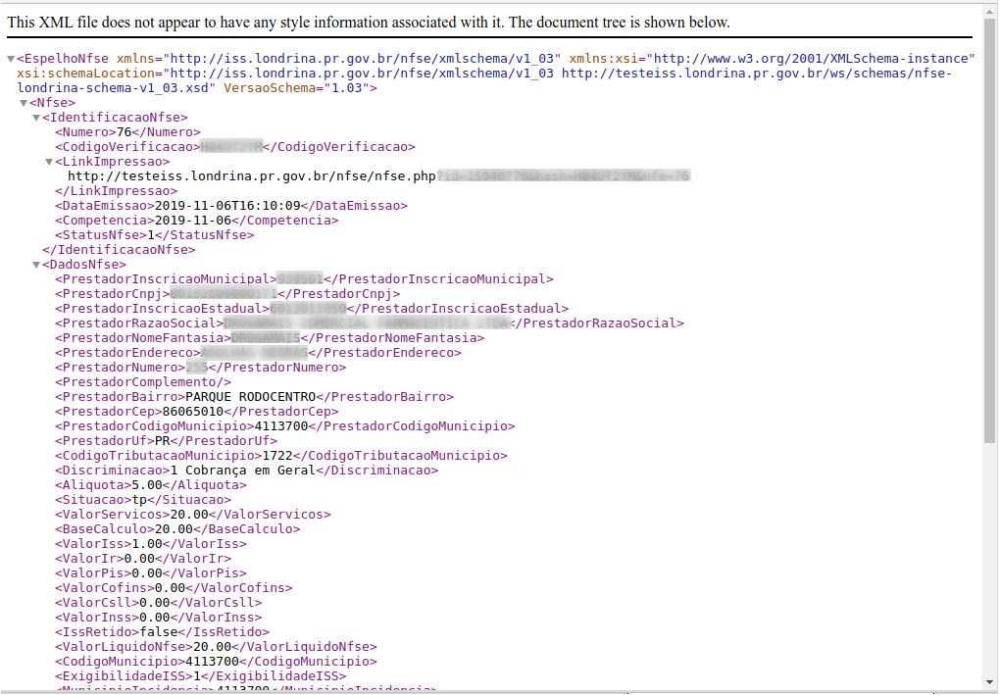 This XML file does not appear to have any style information associated with it. The document tree is shown below.
▼<EspelhoNfse xmlns="http://iss.londrina.pr.gov.br/nfse/xmlschema/v1_03" xmlns:xsi="http://www.w3.org/2001/XMLSchema-instance"
xsi:schemaLocation="http://iss.londrina.pr.gov.br/nfse/xmlschema/v1_03 http://testeiss.londrina.pr.gov.br/ws/schemas/nfse-
londrina-schema-v1_03.xsd" VersaoSchema="1.03">
▼<Nfse>
▼<IdentificacaoNfse>
<Numero>76</Numero>
<CodigoVerificacao></CodigoVerificacao>
▼<LinkImpressao>
http://testeiss.londrina.pr.gov.br/nfse/nfse.php
</LinkImpressao>
<DataEmissao>2019-11-06T16:10:09</DataEmissao>
<Competencia>2019-11-06</Competencia>
<StatusNfse>1</StatusNfse>
</IdentificacaoNfse>
▼<DadosNfse>
<PrestadorInscricaoMunicipal></PrestadorInscricaoMunicipal>
<PrestadorCnpj></PrestadorCnpj>
<PrestadorInscricaoEstadual></PrestadorInscricaoEstadual>
<PrestadorRazaoSocial></PrestadorRazaoSocial>
<PrestadorNomeFantasia></PrestadorNomeFantasia>
<PrestadorEndereco></PrestadorEndereco>
<PrestadorNumero></PrestadorNumero>
<PrestadorComplemento/>
<PrestadorBairro>PARQUE RODOCENTRO</PrestadorBairro>
<PrestadorCep>86065010</PrestadorCep>
<PrestadorCodigoMunicipio>4113700</PrestadorCodigoMunicipio>
<PrestadorUf>PR</PrestadorUf>
<CodigoTributacaoMunicipio>1722</CodigoTributacaoMunicipio>
<Discriminacao>1 Cobrança em Geral</Discriminacao>
<Aliquota>5.00</Aliquota>
<Situacao>tp</Situacao>
<ValorServicos>20.00</ValorServicos>
<BaseCalculo>20.00</BaseCalculo>
<ValorIss>1.00</ValorIss>
<ValorIr>0.00</ValorIr>
<ValorPis>0.00</ValorPis>
<ValorCofins>0.00</ValorCofins>
<ValorCsll>0.00</ValorCsll>
<ValorInss>0.00</ValorInss>
<IssRetido>false</IssRetido>
<ValorLiquidoNfse>20.00</ValorLiquidoNfse>
<CodigoMunicipio>4113700</CodigoMunicipio>
<ExigibilidadeISS>1</ExigibilidadeISS>
<MunicipioIncidencia>4113700</MunicipioIncidencia>